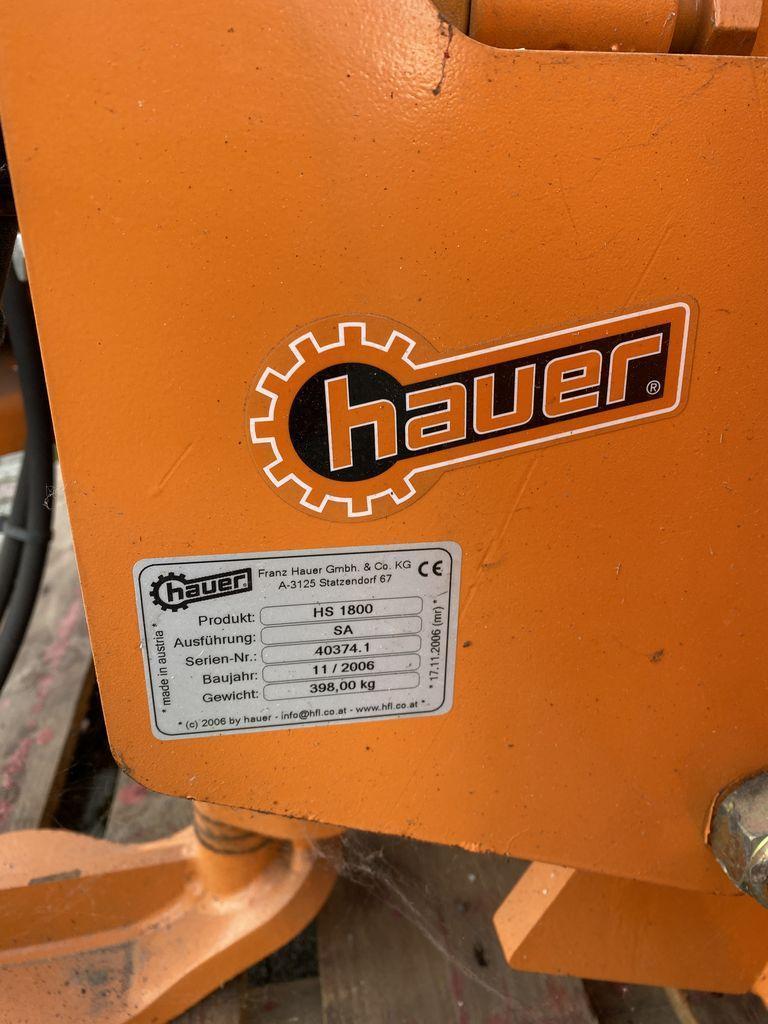 hauer®
hauer
Franz Hauer Gmbh. & Co. KG
A-3125 Statzendorf 67
CE
Produkt: HS 1800
Ausführung: SA
Serien-Nr.: 40374.1
Baujahr: 11 / 2006
Gewicht: 398,00 kg
* made in austria *
* 17.11.2006 (mr) *
* (c) 2006 by hauer - info@hfl.co.at - www.hfl.co.at *